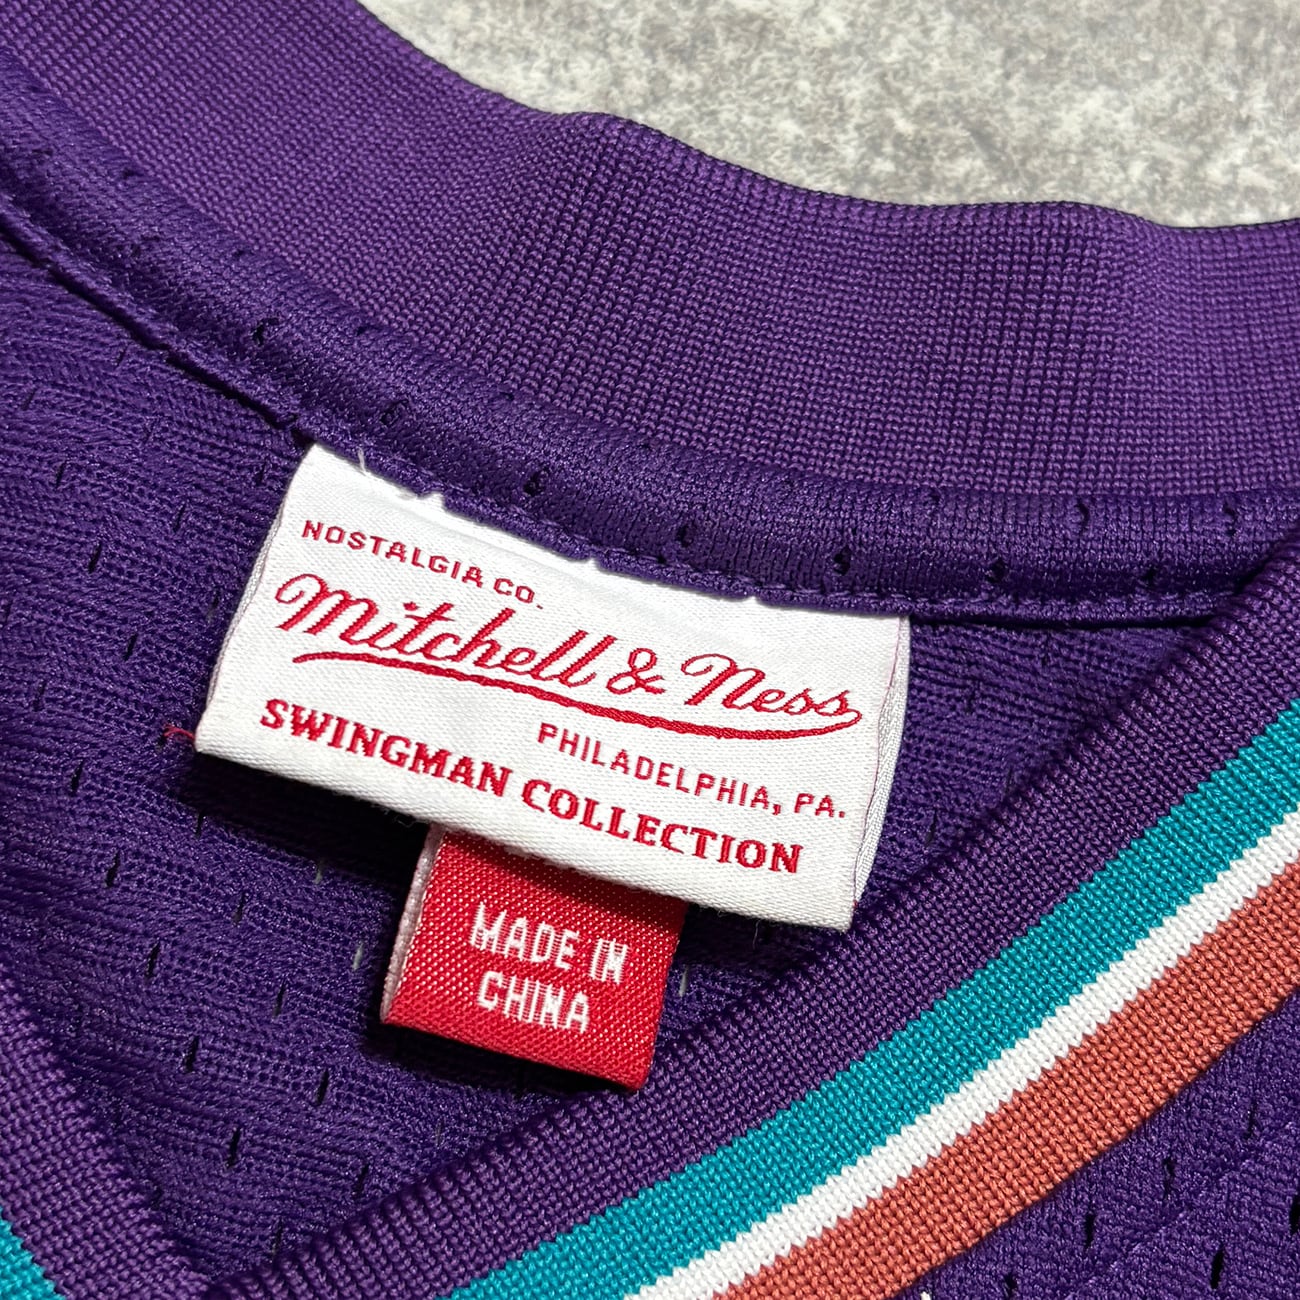 NOSTALGIA CO.
Mitchell & Ness
PHILADELPHIA, PA.
SWINGMAN COLLECTION
MADE IN
CHINA